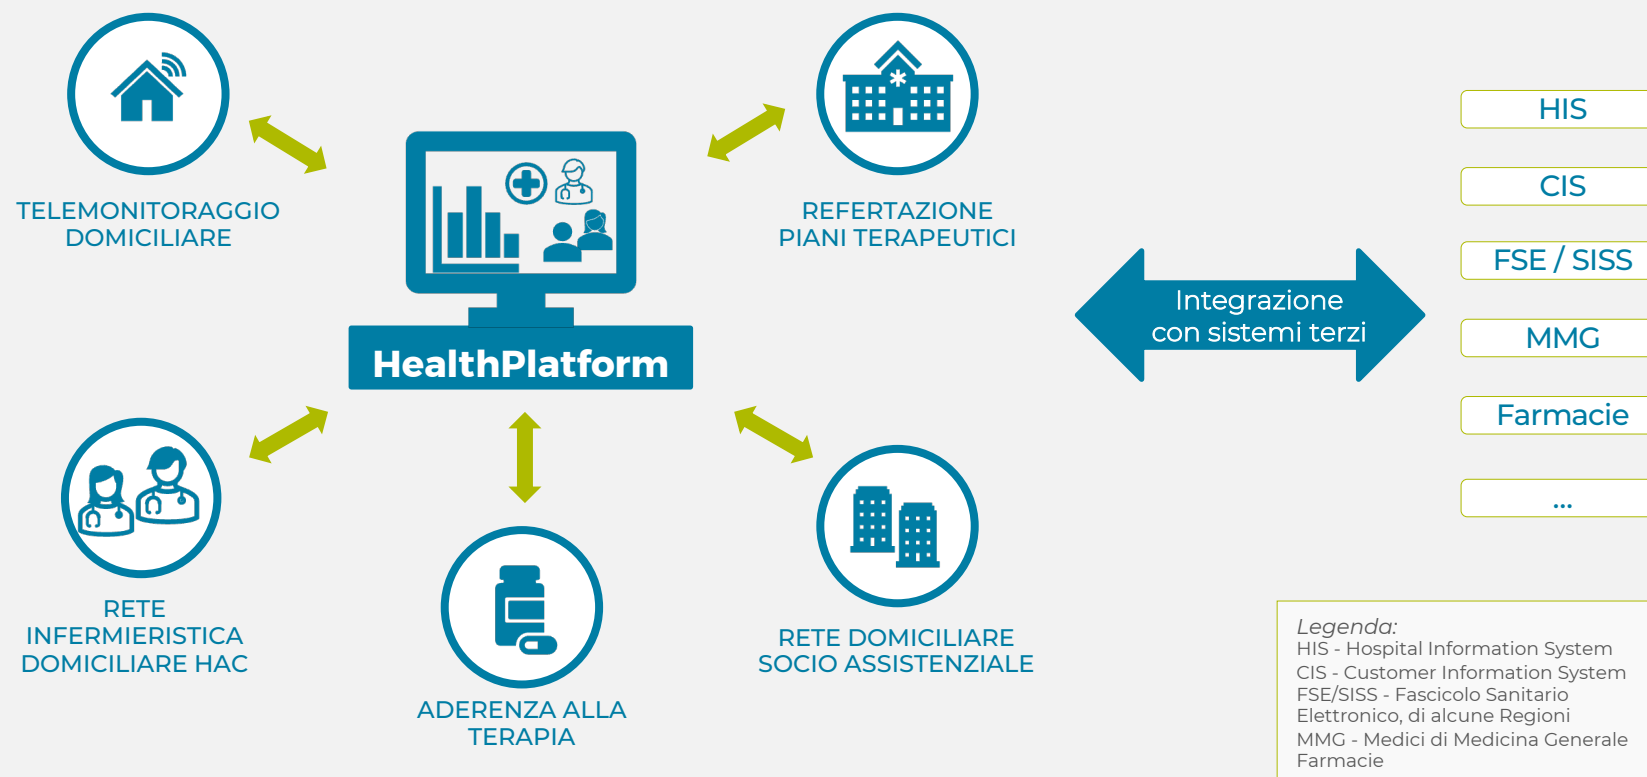 TELEMONITORAGGIO
DOMICILIARE
REFERTAZIONE
PIANI TERAPEUTICI
HealthPlatform
RETE
INFERMIERISTICA
DOMICILIARE HAC
ADERENZA ALLA
TERAPIA
RETE DOMICILIARE
SOCIO ASSISTENZIALE
Integrazione
con sistemi terzi
HIS
CIS
FSE / SISS
MMG
Farmacie
...
Legenda:
HIS - Hospital Information System
CIS - Customer Information System
FSE/SISS - Fascicolo Sanitario
Elettronico, di alcune Regioni
MMG - Medici di Medicina Generale
Farmacie